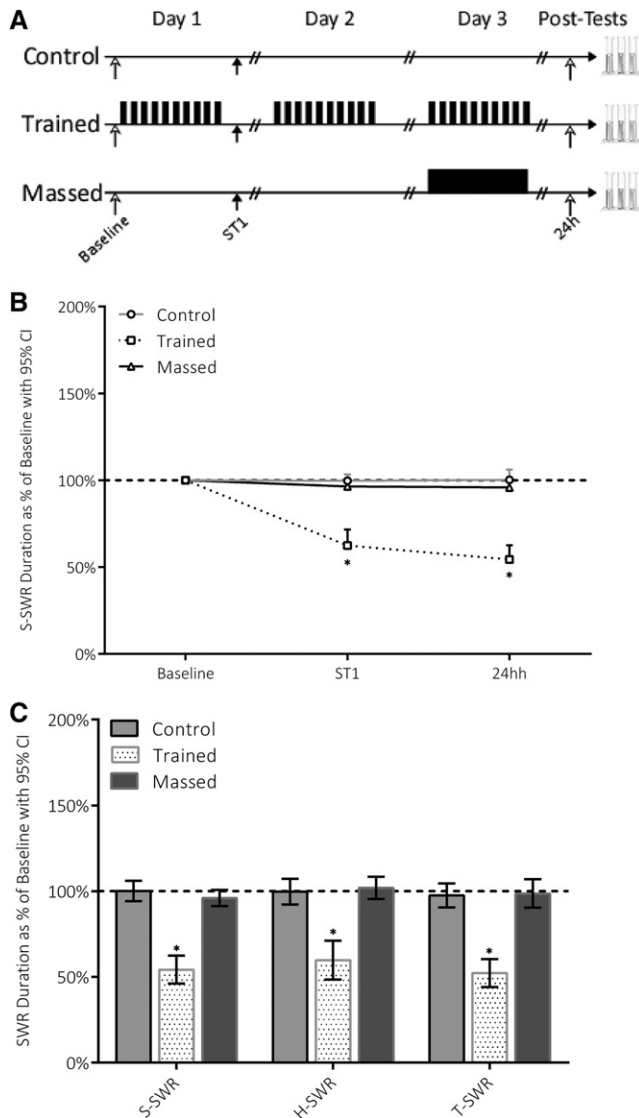 A
Day 1 Day 2 Day 3 Post-Tests
Control
Trained
Massed
Baseline ST1 24h
B
S-SWR Duration as % of Baseline with 95% CI
200%
150%
100%
50%
0%
Control
Trained
Massed
*
*
Baseline ST1 24hh
C
SWR Duration as % of Baseline with 95% CI
200%
150%
100%
50%
0%
Control
Trained
Massed
* * *
S-SWR H-SWR T-SWR